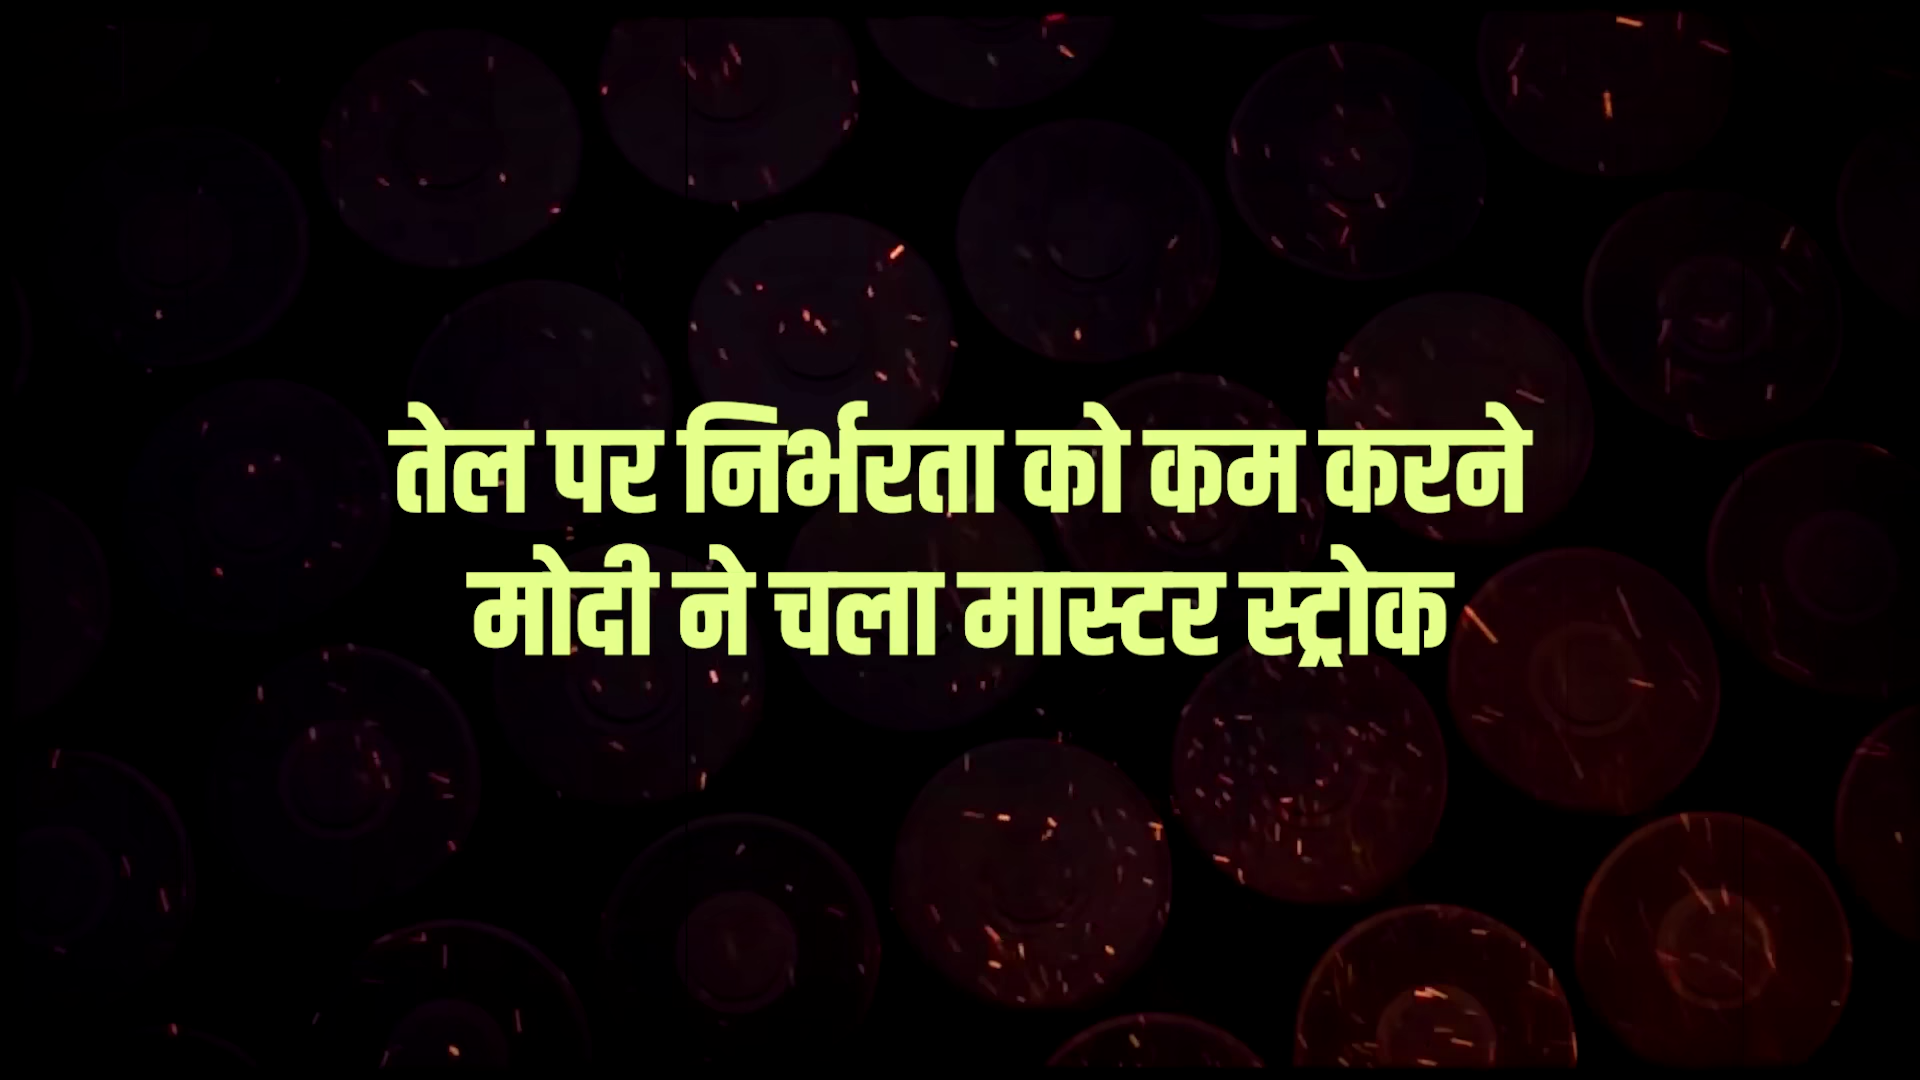 तेल पर निर्भरता को कम करने
मोदी ने चला मास्टर स्ट्रोक